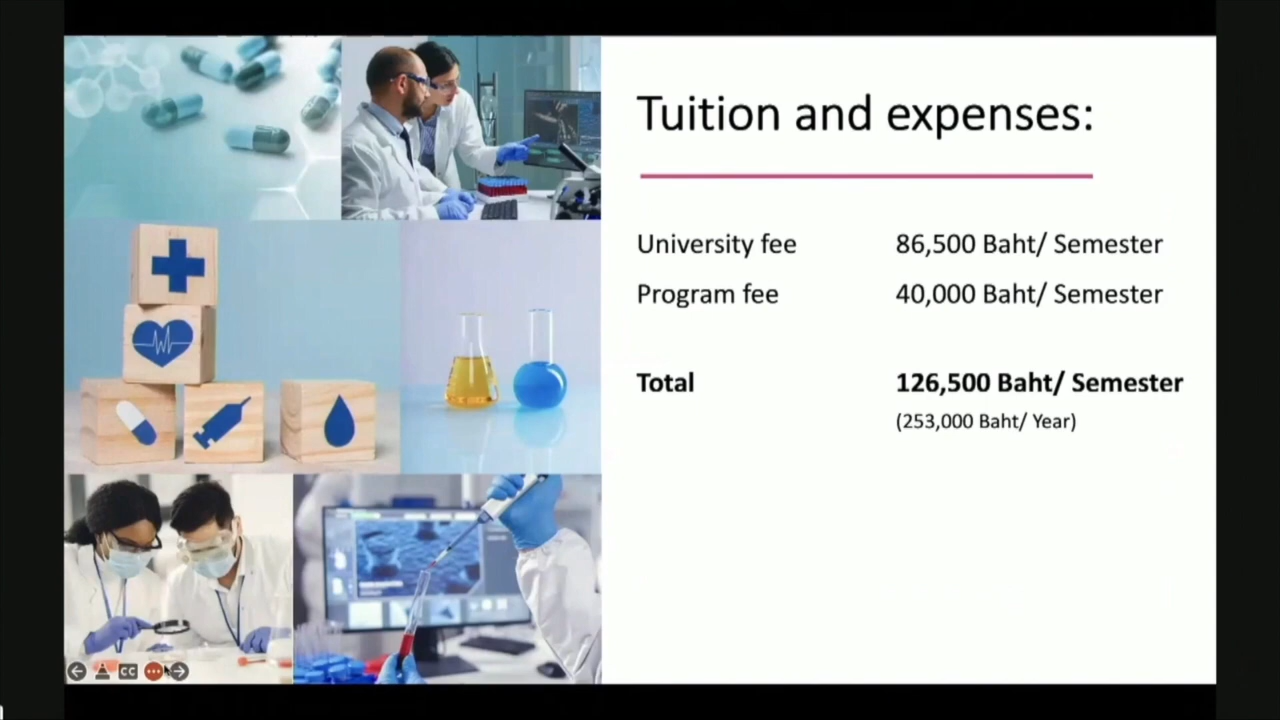 Tuition and expenses:
University fee 86,500 Baht/ Semester
Program fee 40,000 Baht/ Semester
Total 126,500 Baht/ Semester
(253,000 Baht/ Year)
CC